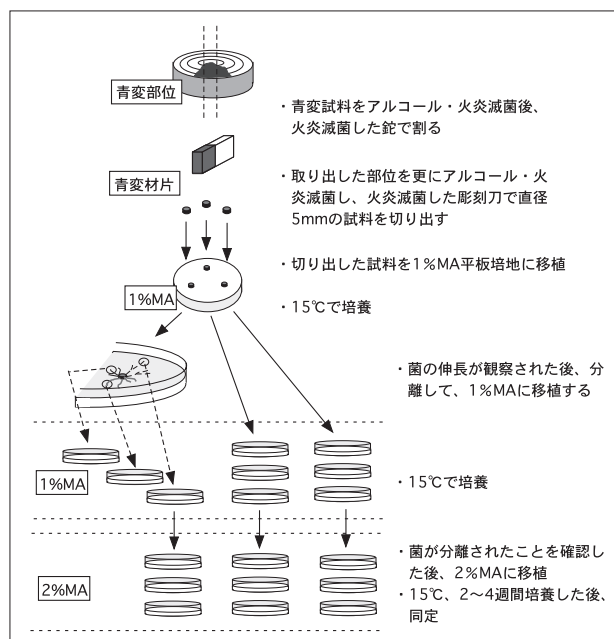 青変部位
・青変試料をアルコール・火炎滅菌後、
火炎滅菌した鉈で割る
青変材片
・取り出した部位を更にアルコール・火
炎滅菌し、火炎滅菌した彫刻刀で直径
5mmの試料を切り出す
・切り出した試料を1%MA平板培地に移植
1%MA
・15℃で培養
・菌の伸長が観察された後、分
離して、1%MAに移植する
1%MA
・15℃で培養
・菌が分離されたことを確認し
た後、2%MAに移植
2%MA
・15℃、2〜4週間培養した後、
同定